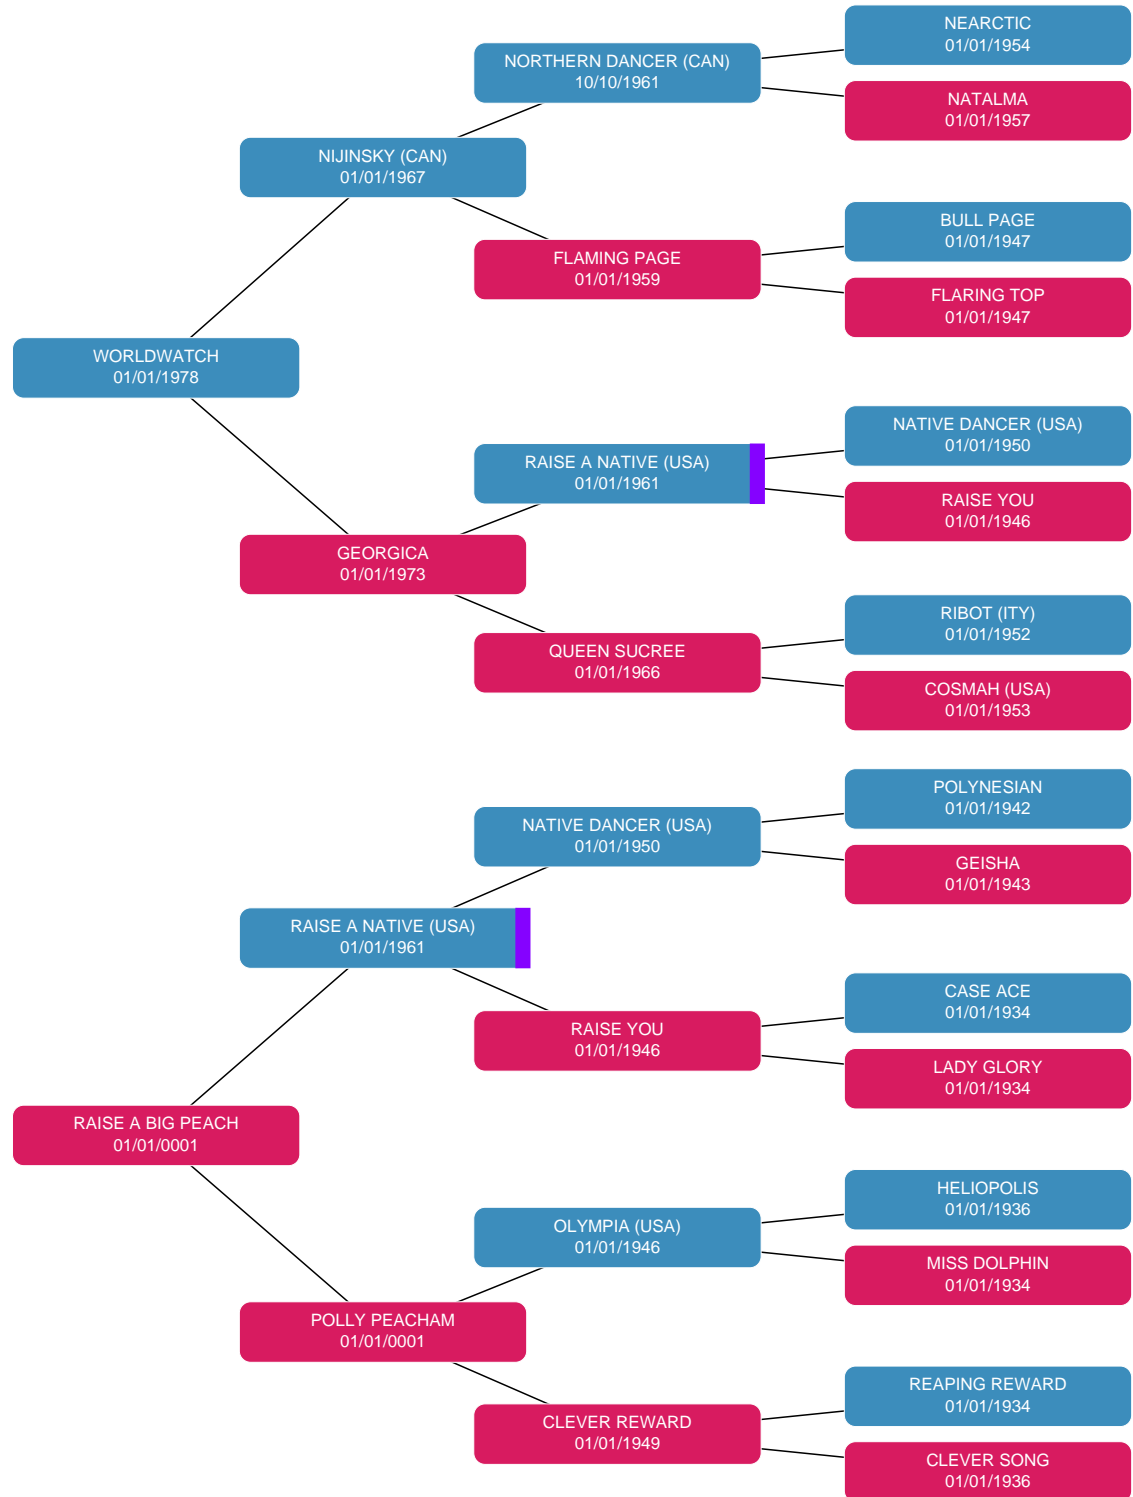 NEARCTIC
01/01/1954
NORTHERN DANCER (CAN)
10/10/1961
NATALMA
01/01/1957
NIJINSKY (CAN)
01/01/1967
BULL PAGE
01/01/1947
FLAMING PAGE
01/01/1959
FLARING TOP
01/01/1947
WORLDWATCH
01/01/1978
NATIVE DANCER (USA)
01/01/1950
RAISE A NATIVE (USA)
01/01/1961
RAISE YOU
01/01/1946
GEORGICA
01/01/1973
RIBOT (ITY)
01/01/1952
QUEEN SUCREE
01/01/1966
COSMAH (USA)
01/01/1953
POLYNESIAN
01/01/1942
NATIVE DANCER (USA)
01/01/1950
GEISHA
01/01/1943
RAISE A NATIVE (USA)
01/01/1961
CASE ACE
01/01/1934
RAISE YOU
01/01/1946
LADY GLORY
01/01/1934
RAISE A BIG PEACH
01/01/0001
HELIOPOLIS
01/01/1936
OLYMPIA (USA)
01/01/1946
MISS DOLPHIN
01/01/1934
POLLY PEACHAM
01/01/0001
REAPING REWARD
01/01/1934
CLEVER REWARD
01/01/1949
CLEVER SONG
01/01/1936